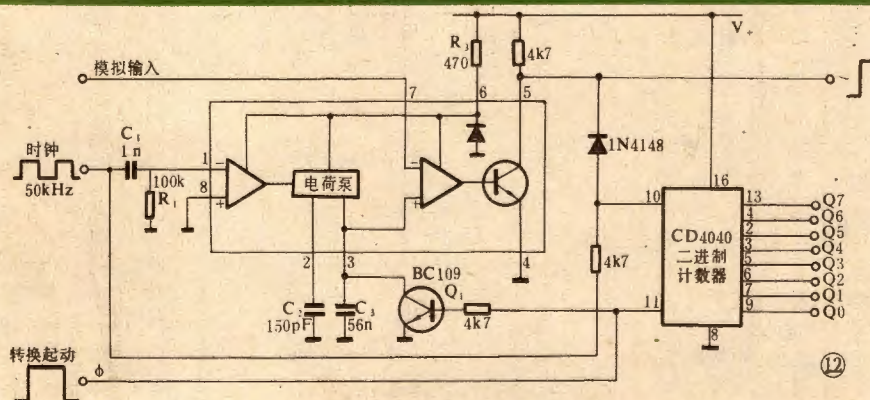 V+
R3
470
4k7
模拟输入
7
6
5
C1
1n
时钟
50kHz
100k
R1
1
8
-
+
电荷泵
-
+
1N4148
10
16
13
Q7
4
Q6
2
Q5
3
Q4
5
Q3
6
Q2
7
Q1
9
Q0
CD4040
二进制
计数器
2
3
4
4k7
BC109
Q1
11
C2
150pF
C3
56n
4k7
8
转换起动
ϕ
⑫